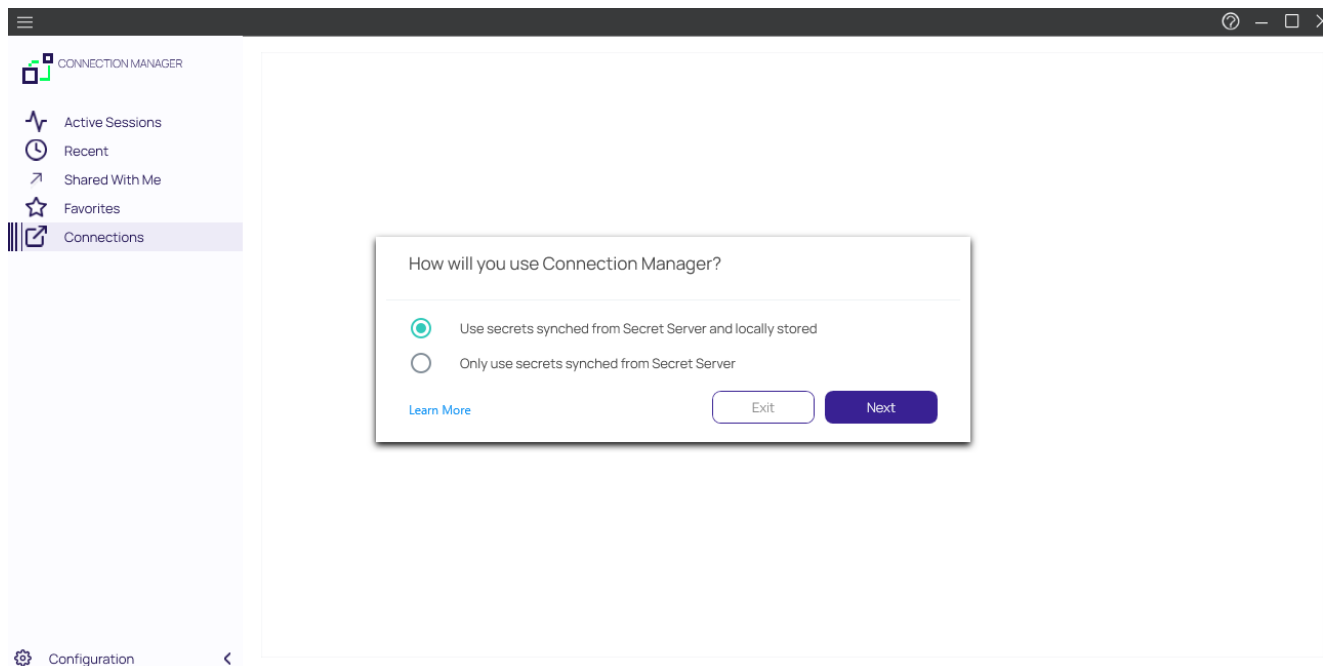 CONNECTION MANAGER
Active Sessions
Recent
Shared With Me
Favorites
Connections
How will you use Connection Manager?
Use secrets synched from Secret Server and locally stored
Only use secrets synched from Secret Server
Learn More
Exit
Next
Configuration